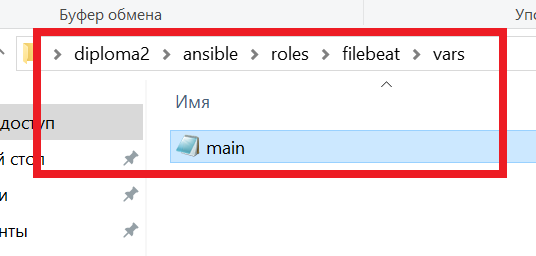 Буфер обмена
Упо
diploma2 > ansible > roles > filebeat > vars
Имя
доступ
main
й стол
и
нты